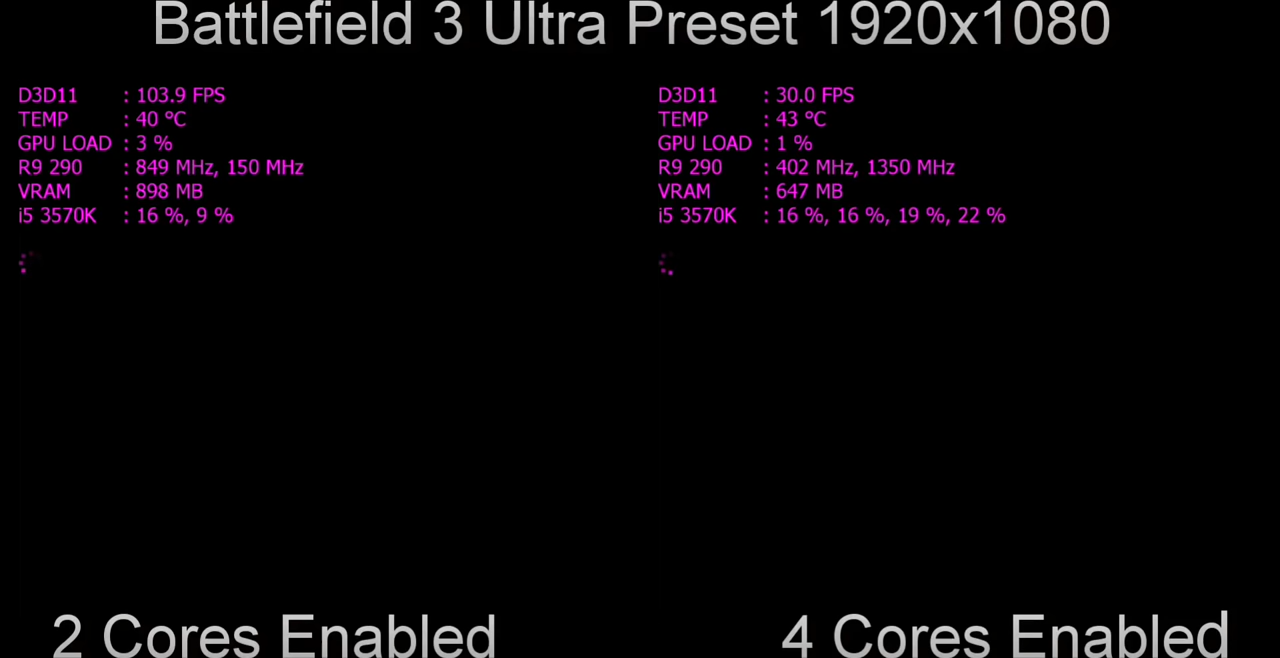 Battlefield 3 Ultra Preset 1920x1080
D3D11 : 103.9 FPS
TEMP : 40 °C
GPU LOAD : 3 %
R9 290 : 849 MHz, 150 MHz
VRAM : 898 MB
i5 3570K : 16 %, 9 %
D3D11 : 30.0 FPS
TEMP : 43 °C
GPU LOAD : 1 %
R9 290 : 402 MHz, 1350 MHz
VRAM : 647 MB
i5 3570K : 16 %, 16 %, 19 %, 22 %
2 Cores Enabled
4 Cores Enabled